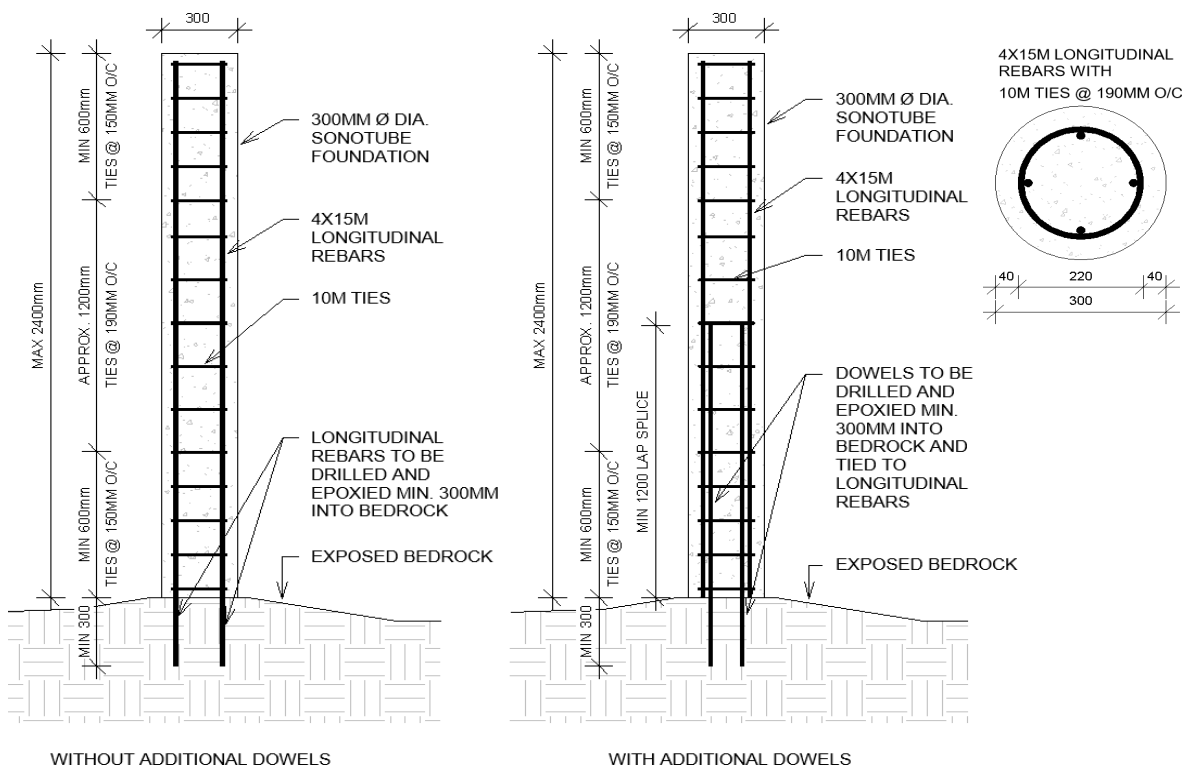 300
MAX 2400mm
MIN 600mm
TIES @ 150MM O/C
APPROX. 1200mm
TIES @ 190MM O/C
MIN 600mm
TIES @ 150MM O/C
MIN 300
300MM Ø DIA.
SONOTUBE
FOUNDATION
4X15M
LONGITUDINAL
REBARS
10M TIES
LONGITUDINAL
REBARS TO BE
DRILLED AND
EPOXIED MIN. 300MM
INTO BEDROCK
EXPOSED BEDROCK
WITHOUT ADDITIONAL DOWELS
300
MAX 2400mm
MIN 600mm
TIES @ 150MM O/C
APPROX. 1200mm
TIES @ 190MM O/C
MIN 600mm
TIES @ 150MM O/C
MIN 300
MIN 1200 LAP SPLICE
300MM Ø DIA.
SONOTUBE
FOUNDATION
4X15M
LONGITUDINAL
REBARS
10M TIES
DOWELS TO BE
DRILLED AND
EPOXIED MIN.
300MM INTO
BEDROCK AND
TIED TO
LONGITUDINAL
REBARS
EXPOSED BEDROCK
WITH ADDITIONAL DOWELS
4X15M LONGITUDINAL
REBARS WITH
10M TIES @ 190MM O/C
40 220 40
300